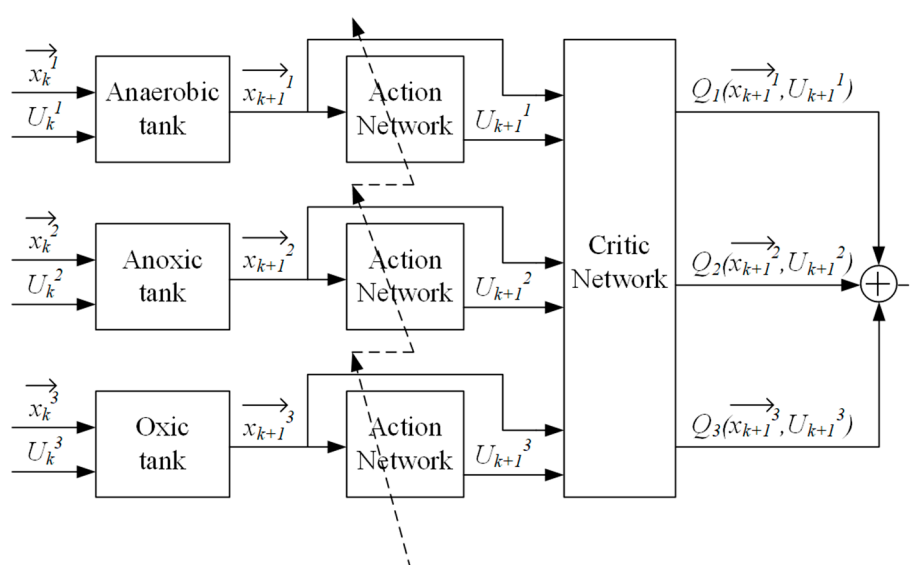 x_k^1
U_k^1
Anaerobic
tank
x_{k+1}^1
Action
Network
U_{k+1}^1
Q_1(x_{k+1}^1,U_{k+1}^1)
x_k^2
U_k^2
Anoxic
tank
x_{k+1}^2
Action
Network
U_{k+1}^2
Critic
Network
Q_2(x_{k+1}^2,U_{k+1}^2)
+
x_k^3
U_k^3
Oxic
tank
x_{k+1}^3
Action
Network
U_{k+1}^3
Q_3(x_{k+1}^3,U_{k+1}^3)